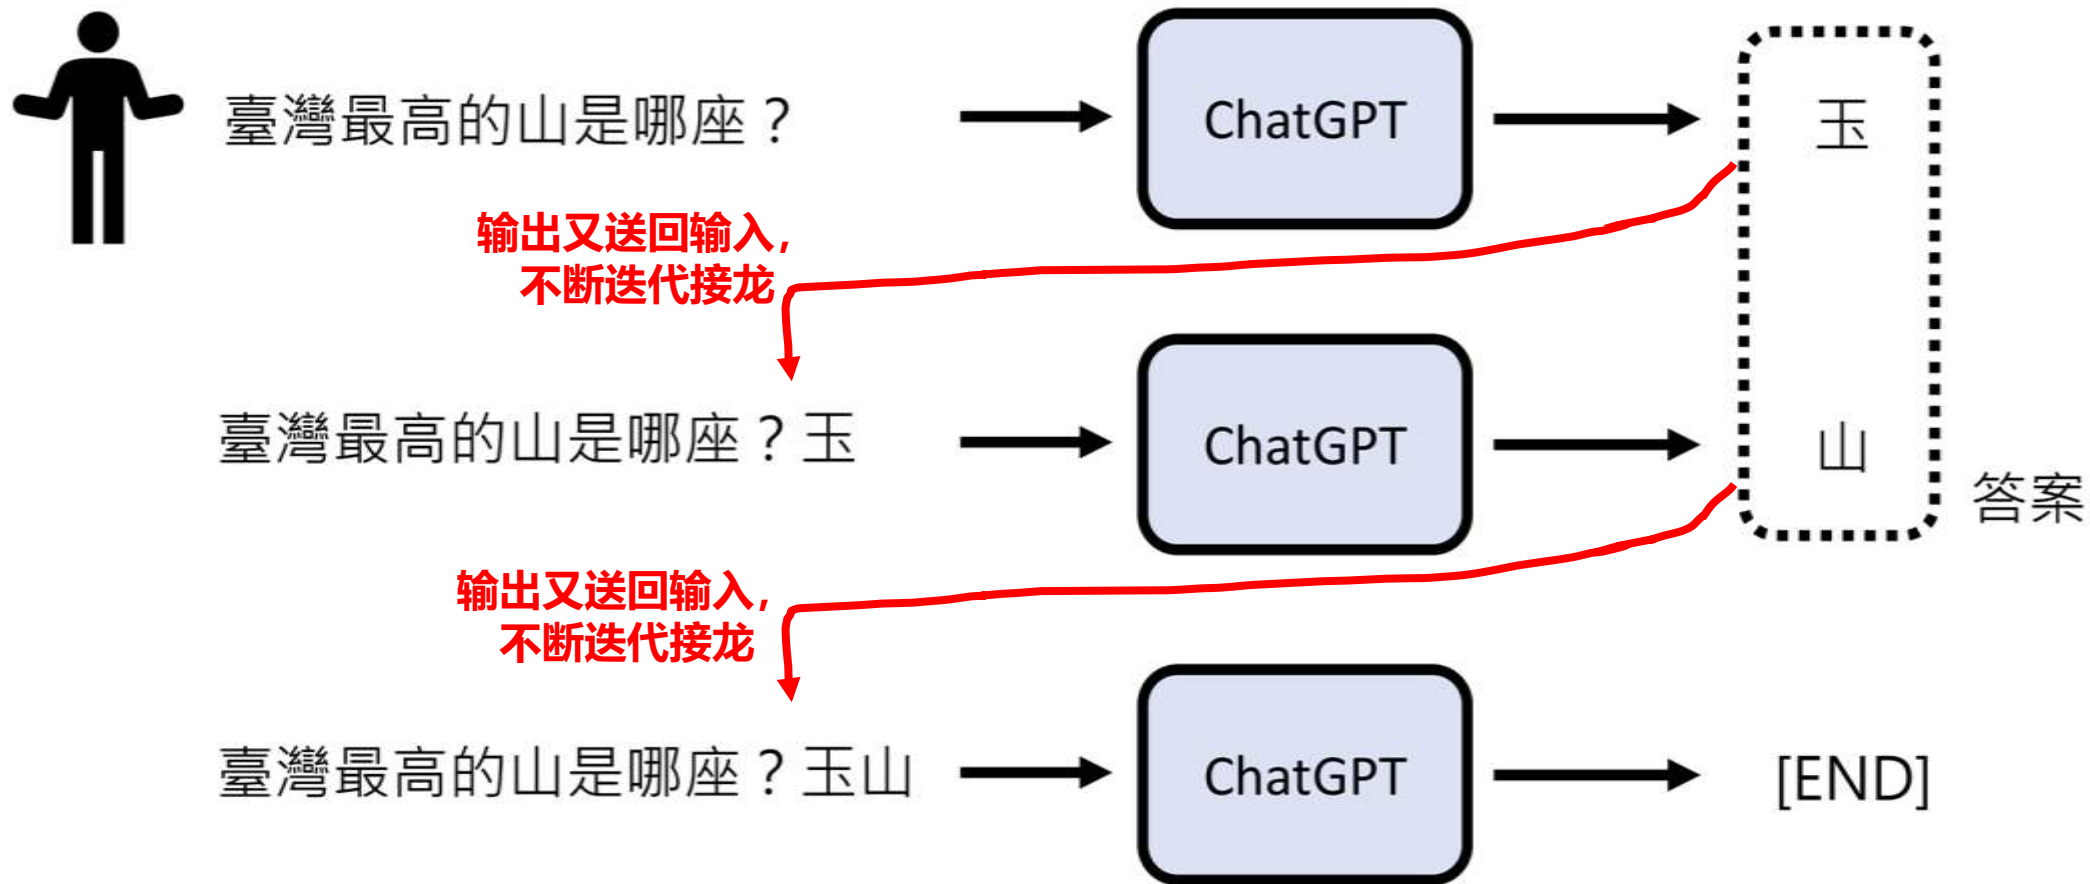 臺灣最高的山是哪座？
ChatGPT
玉
输出又送回输入，
不断迭代接龙
臺灣最高的山是哪座？玉
ChatGPT
山
答案
输出又送回输入，
不断迭代接龙
臺灣最高的山是哪座？玉山
ChatGPT
[END]